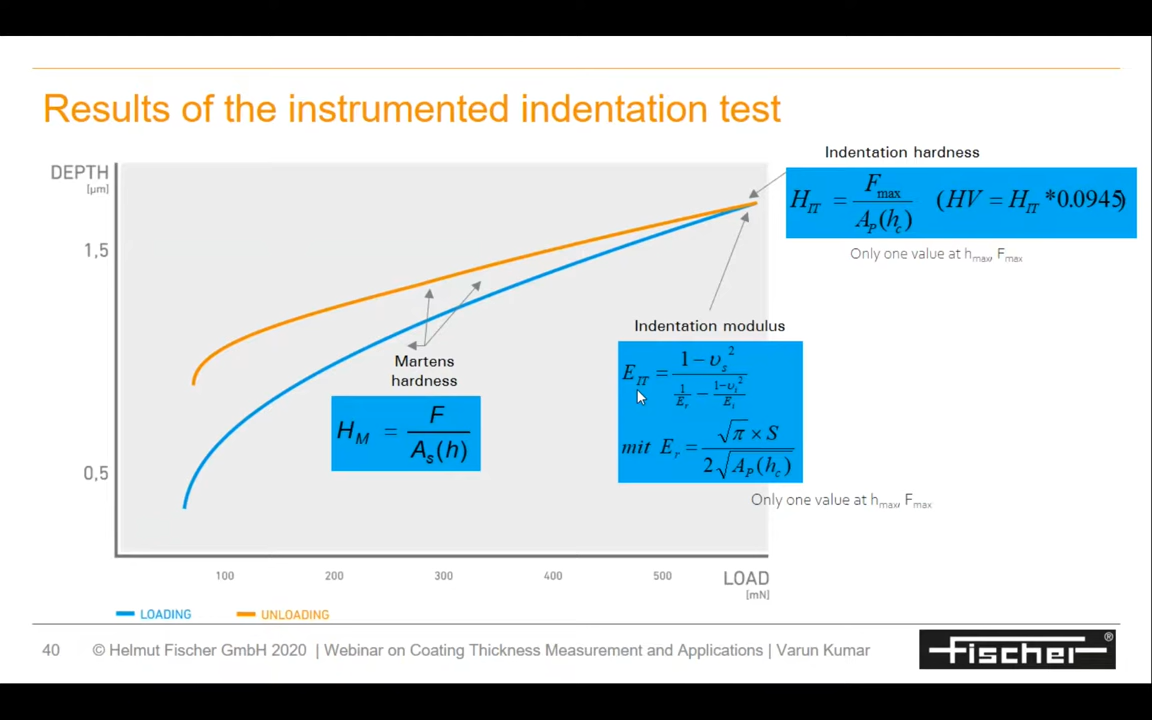 Results of the instrumented indentation test
Indentation hardness
H_IT = F_max / A_P(h_c) (HV = H_IT *0.0945)
Only one value at h_max, F_max
DEPTH
[µm]
1,5
0,5
Martens
hardness
H_M = F / A_s(h)
Indentation modulus
E_IT = (1-υ_s²) / (1/E_r - (1-υ_i²)/E_i)
mit E_r = √π × S / 2√A_P(h_c)
Only one value at h_max, F_max
100 200 300 400 500 LOAD
[mN]
LOADING UNLOADING
40 © Helmut Fischer GmbH 2020 | Webinar on Coating Thickness Measurement and Applications | Varun Kumar
Fischer®